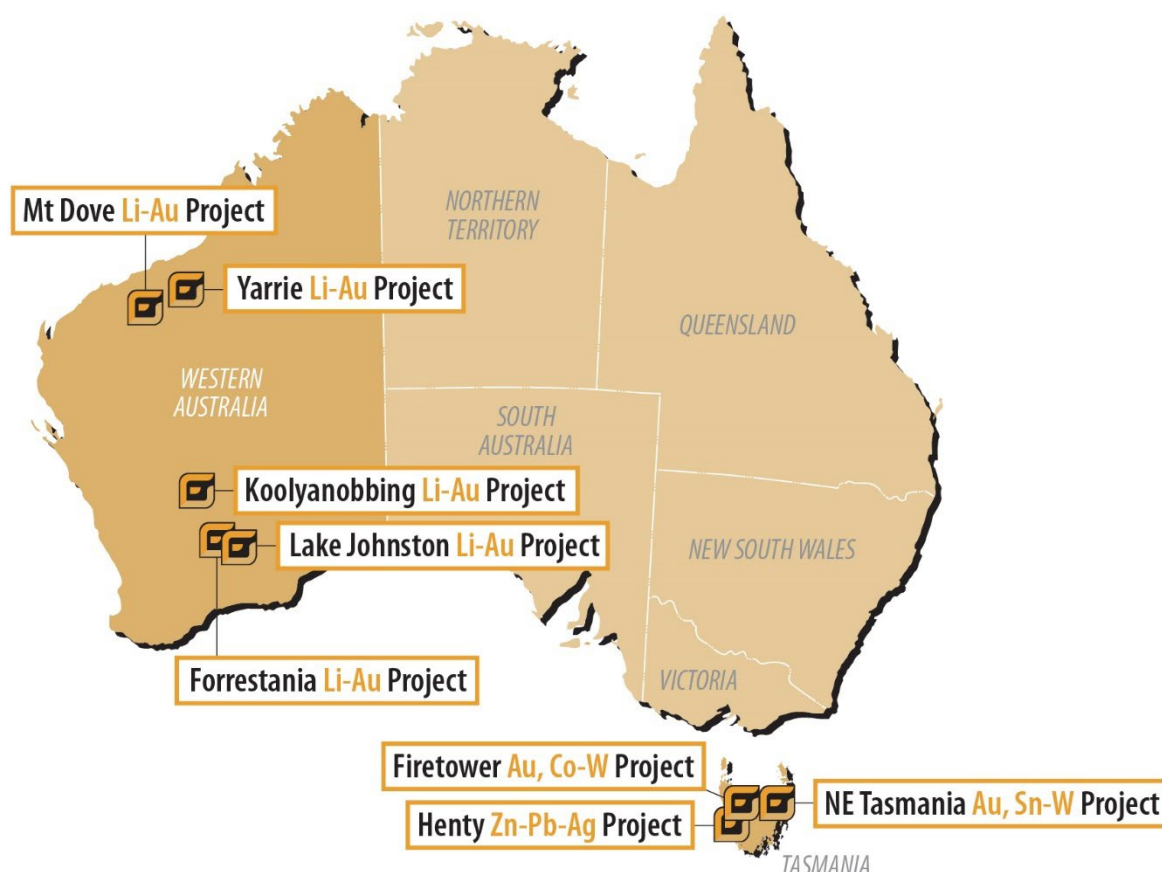 Mt Dove Li-Au Project
Yarrie Li-Au Project
NORTHERN
TERRITORY
QUEENSLAND
WESTERN
AUSTRALIA
SOUTH
AUSTRALIA
Koolyanobbing Li-Au Project
Lake Johnston Li-Au Project
NEW SOUTH WALES
Forrestania Li-Au Project
VICTORIA
Firetower Au, Co-W Project
NE Tasmania Au, Sn-W Project
Henty Zn-Pb-Ag Project
TASMANIA